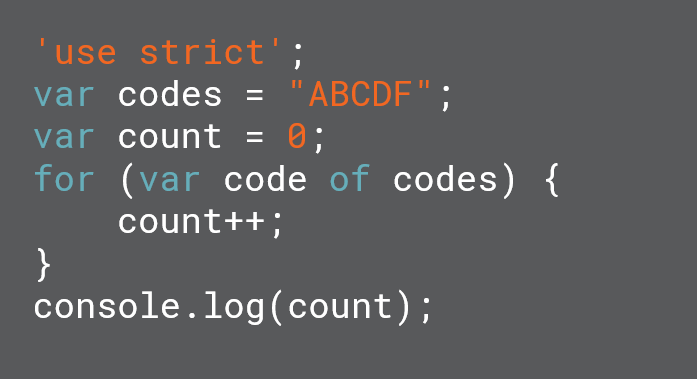 'use strict';
var codes = "ABCDF";
var count = 0;
for (var code of codes) {
    count++;
}
console.log(count);